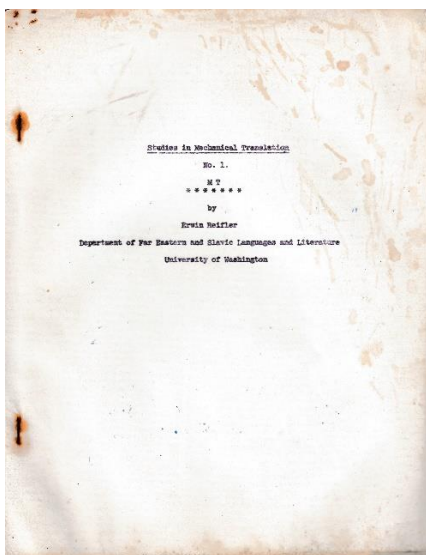 Studies in Mechanical Translation
No. 1.
M T
* * * * * * *
by
Erwin Reifler
Department of Far Eastern and Slavic Languages and Literature
University of Washington